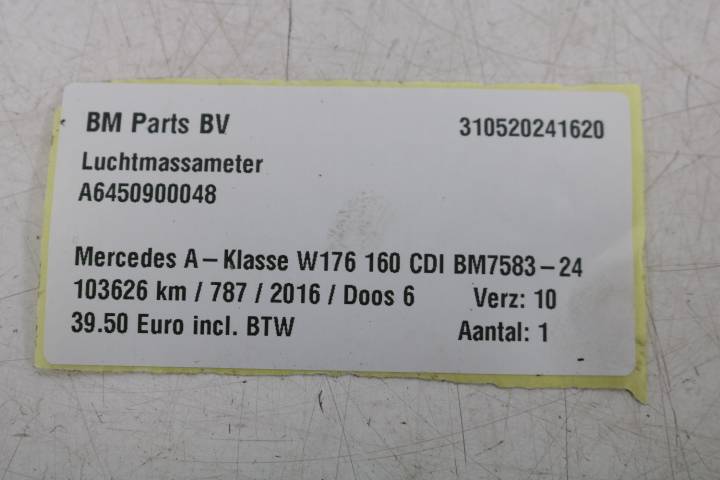 BM Parts BV 310520241620
Luchtmassameter
A6450900048
Mercedes A-Klasse W176 160 CDI BM7583-24
103626 km / 787 / 2016 / Doos 6 Verz: 10
39.50 Euro incl. BTW Aantal: 1